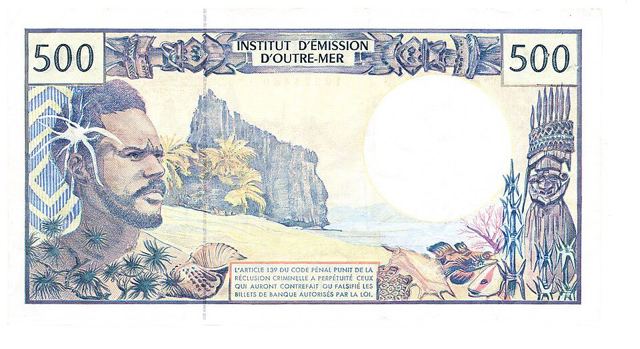 500
INSTITUT D'ÉMISSION
D'OUTRE-MER
500
L'ARTICLE 139 DU CODE PÉNAL PUNIT DE LA
RÉCLUSION CRIMINELLE A PERPÉTUITÉ CEUX
QUI AURONT CONTREFAIT OU FALSIFIÉ LES
BILLETS DE BANQUE AUTORISÉS PAR LA LOI.